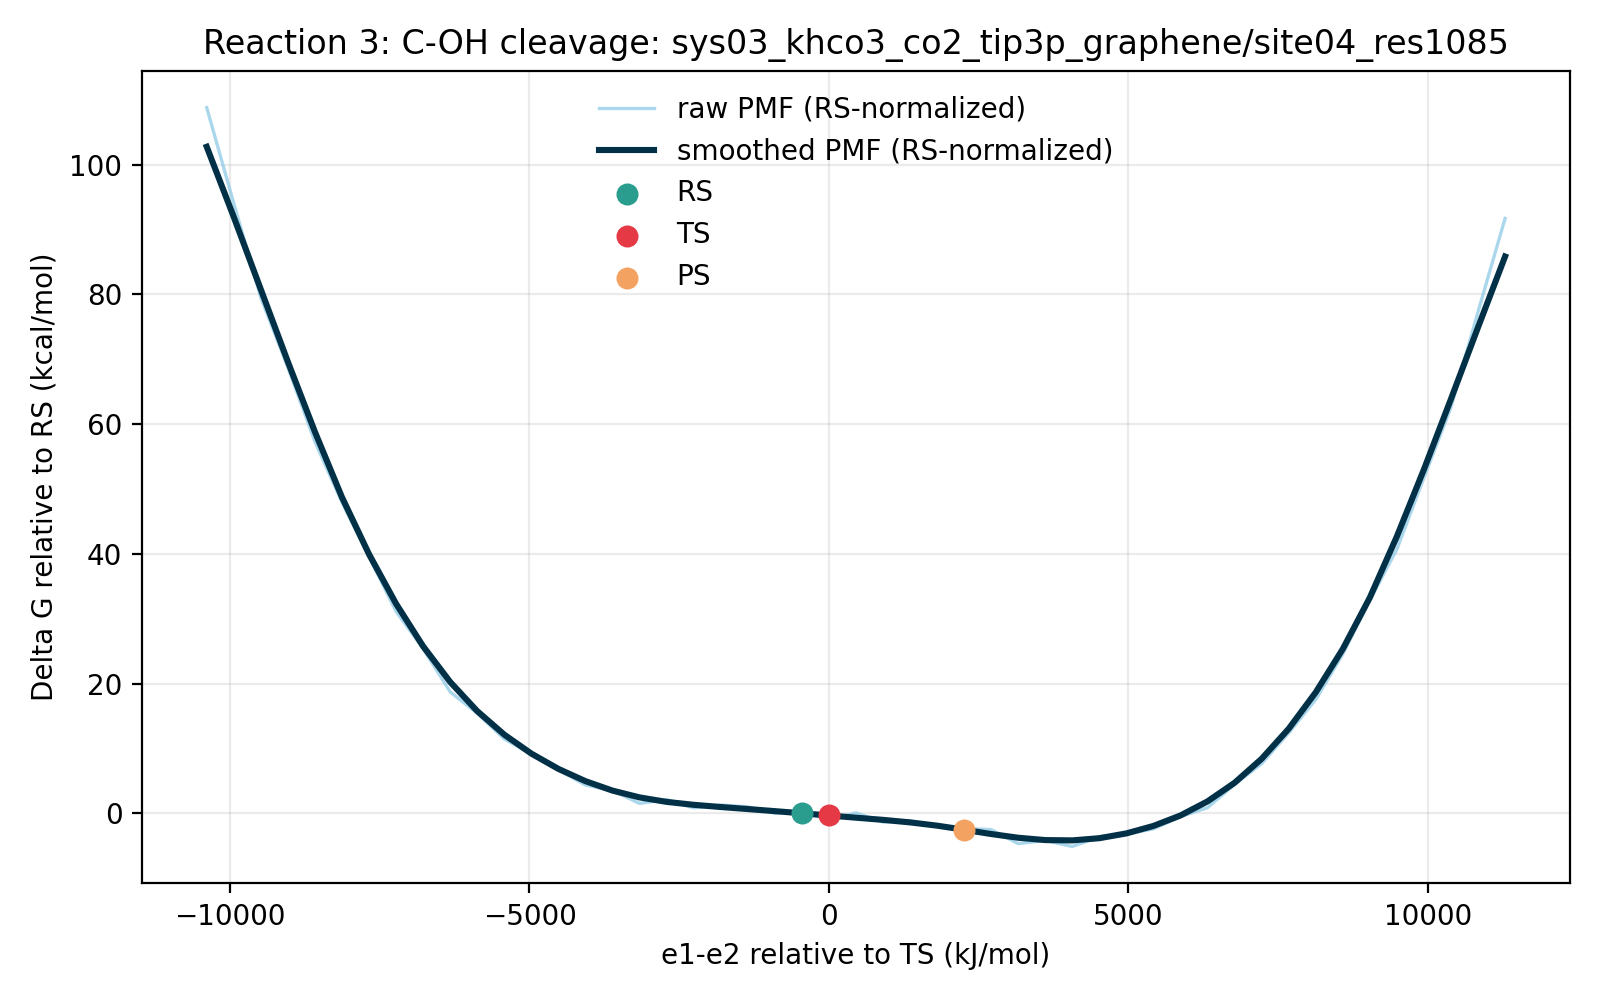 Reaction 3: C-OH cleavage: sys03_khco3_co2_tip3p_graphene/site04_res1085
raw PMF (RS-normalized)
smoothed PMF (RS-normalized)
RS
TS
PS
Delta G relative to RS (kcal/mol)
100
80
60
40
20
0
−10000
−5000
0
5000
10000
e1-e2 relative to TS (kJ/mol)